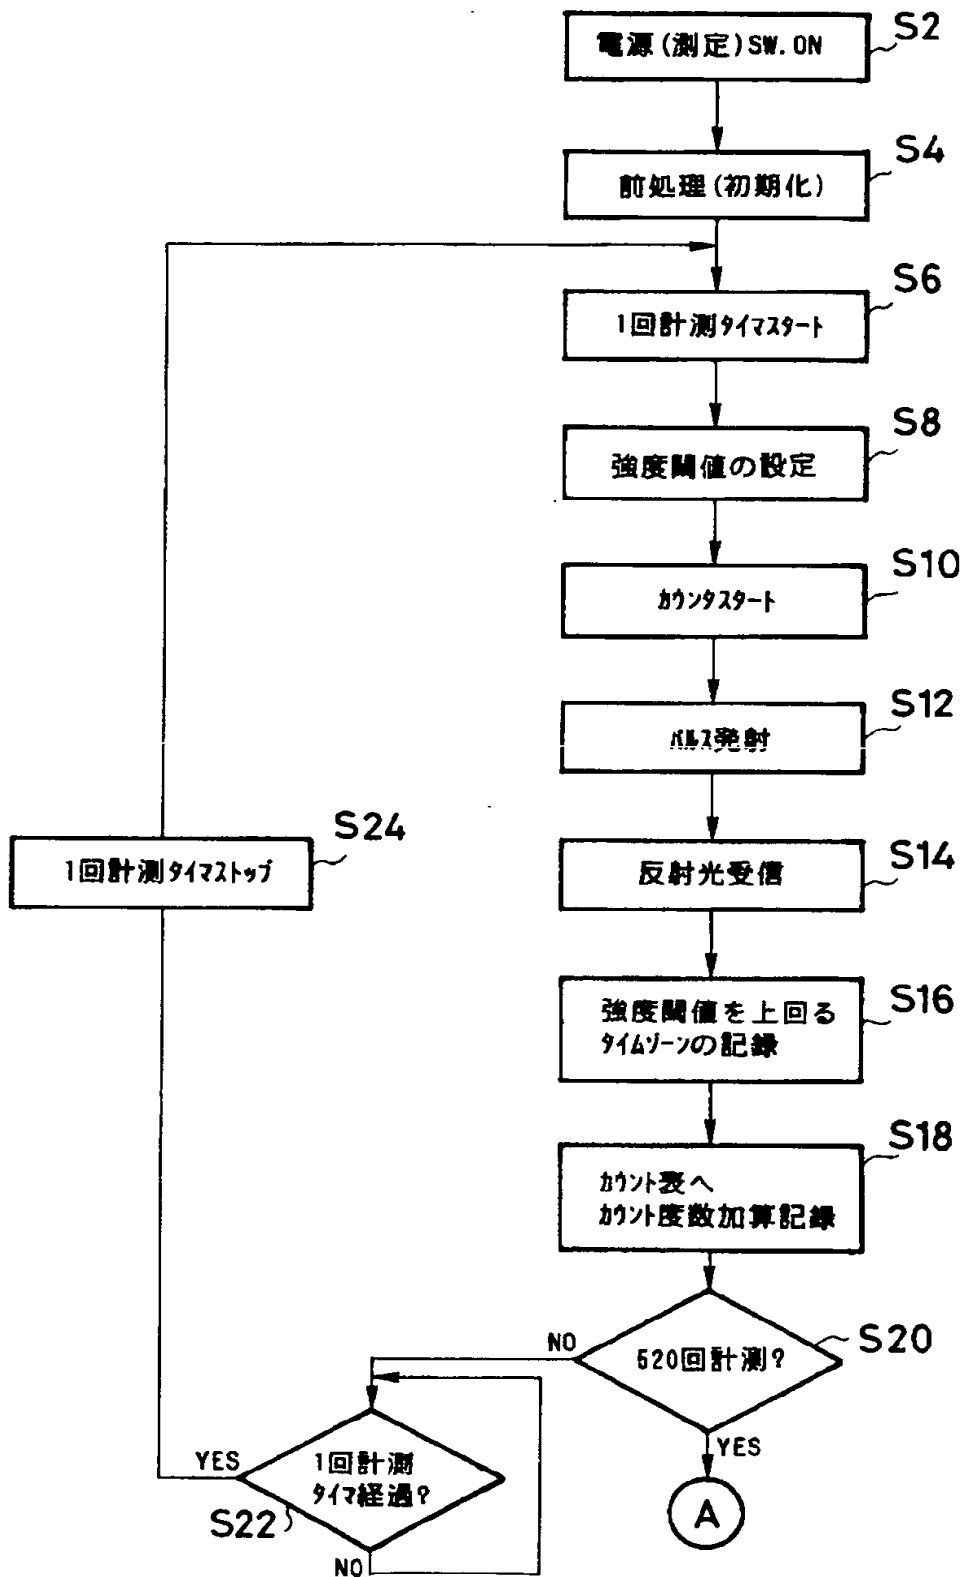 電源(測定)SW.ON
S2
前処理(初期化)
S4
1回計測タイマスタート
S6
強度閾値の設定
S8
カウンタスタート
S10
パルス発射
S12
1回計測タイマストップ
S24
反射光受信
S14
強度閾値を上回る
タイムゾーンの記録
S16
カウント表へ
カウント度数加算記録
S18
520回計測?
S20
NO
YES
1回計測
タイマ経過?
S22
YES
NO
A